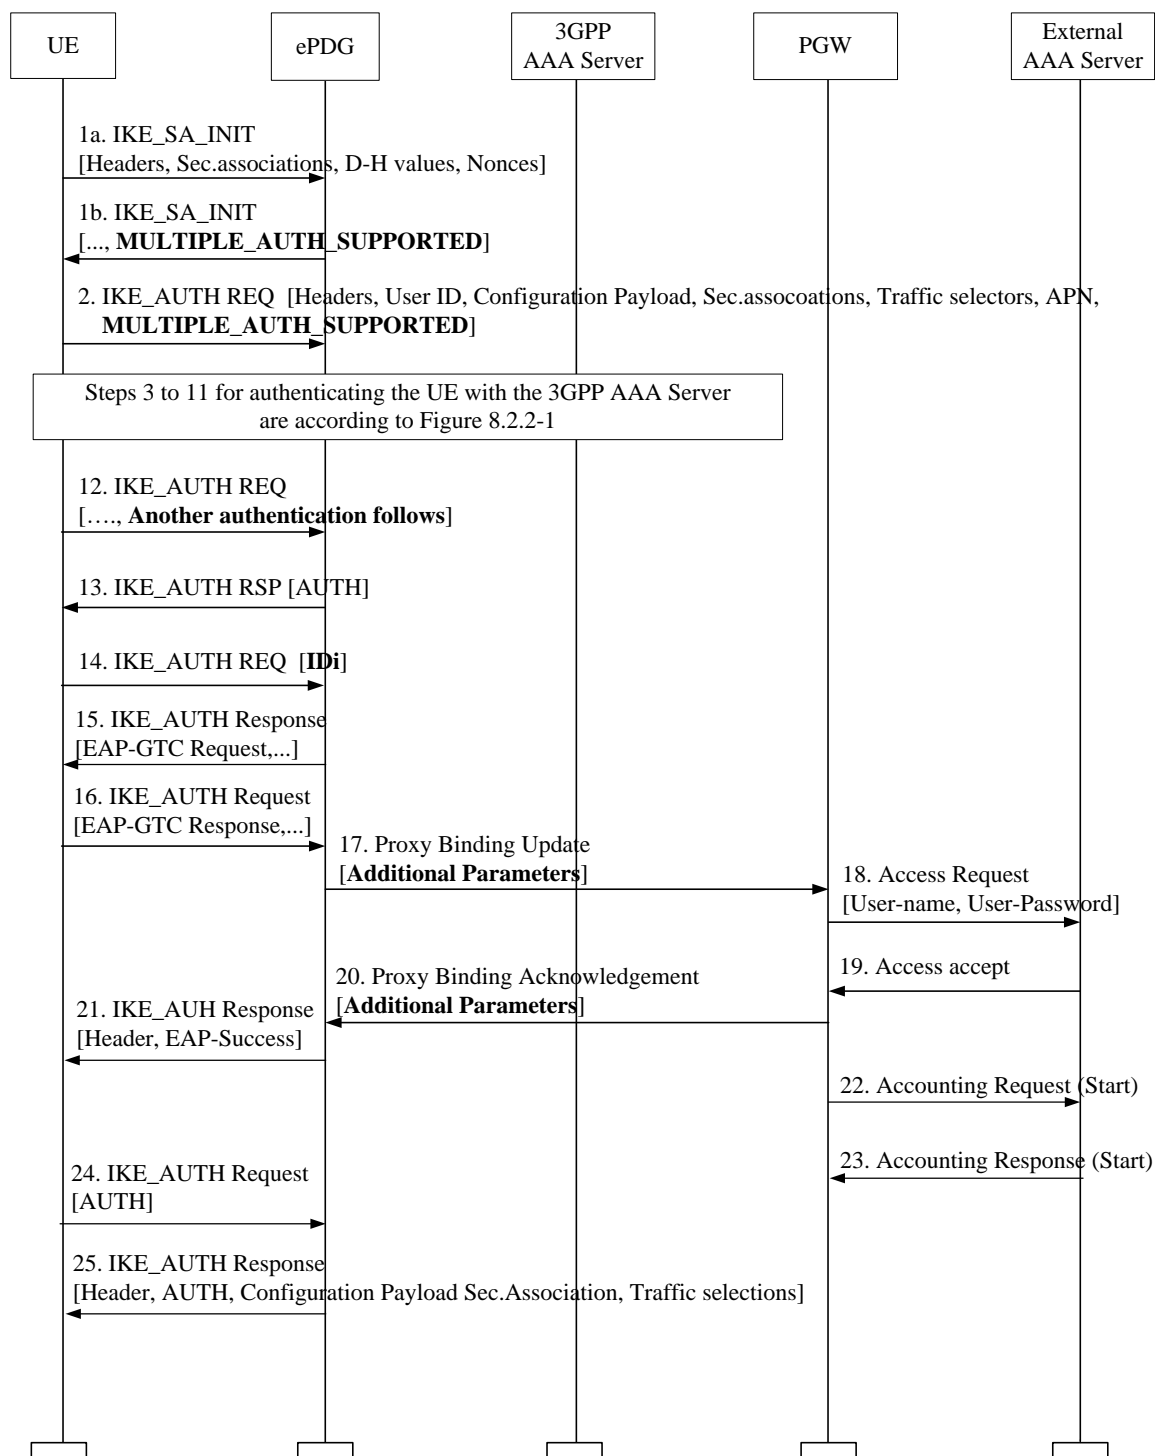 UE
ePDG
3GPP
AAA Server
PGW
External
AAA Server
1a. IKE_SA_INIT
[Headers, Sec.associations, D-H values, Nonces]
1b. IKE_SA_INIT
[..., MULTIPLE_AUTH_SUPPORTED]
2. IKE_AUTH REQ [Headers, User ID, Configuration Payload, Sec.assocoations, Traffic selectors, APN,
MULTIPLE_AUTH_SUPPORTED]
Steps 3 to 11 for authenticating the UE with the 3GPP AAA Server
are according to Figure 8.2.2-1
12. IKE_AUTH REQ
[…., Another authentication follows]
13. IKE_AUTH RSP [AUTH]
14. IKE_AUTH REQ [IDi]
15. IKE_AUTH Response
[EAP-GTC Request,...]
16. IKE_AUTH Request
[EAP-GTC Response,...]
17. Proxy Binding Update
[Additional Parameters]
18. Access Request
[User-name, User-Password]
19. Access accept
20. Proxy Binding Acknowledgement
[Additional Parameters]
21. IKE_AUH Response
[Header, EAP-Success]
22. Accounting Request (Start)
23. Accounting Response (Start)
24. IKE_AUTH Request
[AUTH]
25. IKE_AUTH Response
[Header, AUTH, Configuration Payload Sec.Association, Traffic selections]